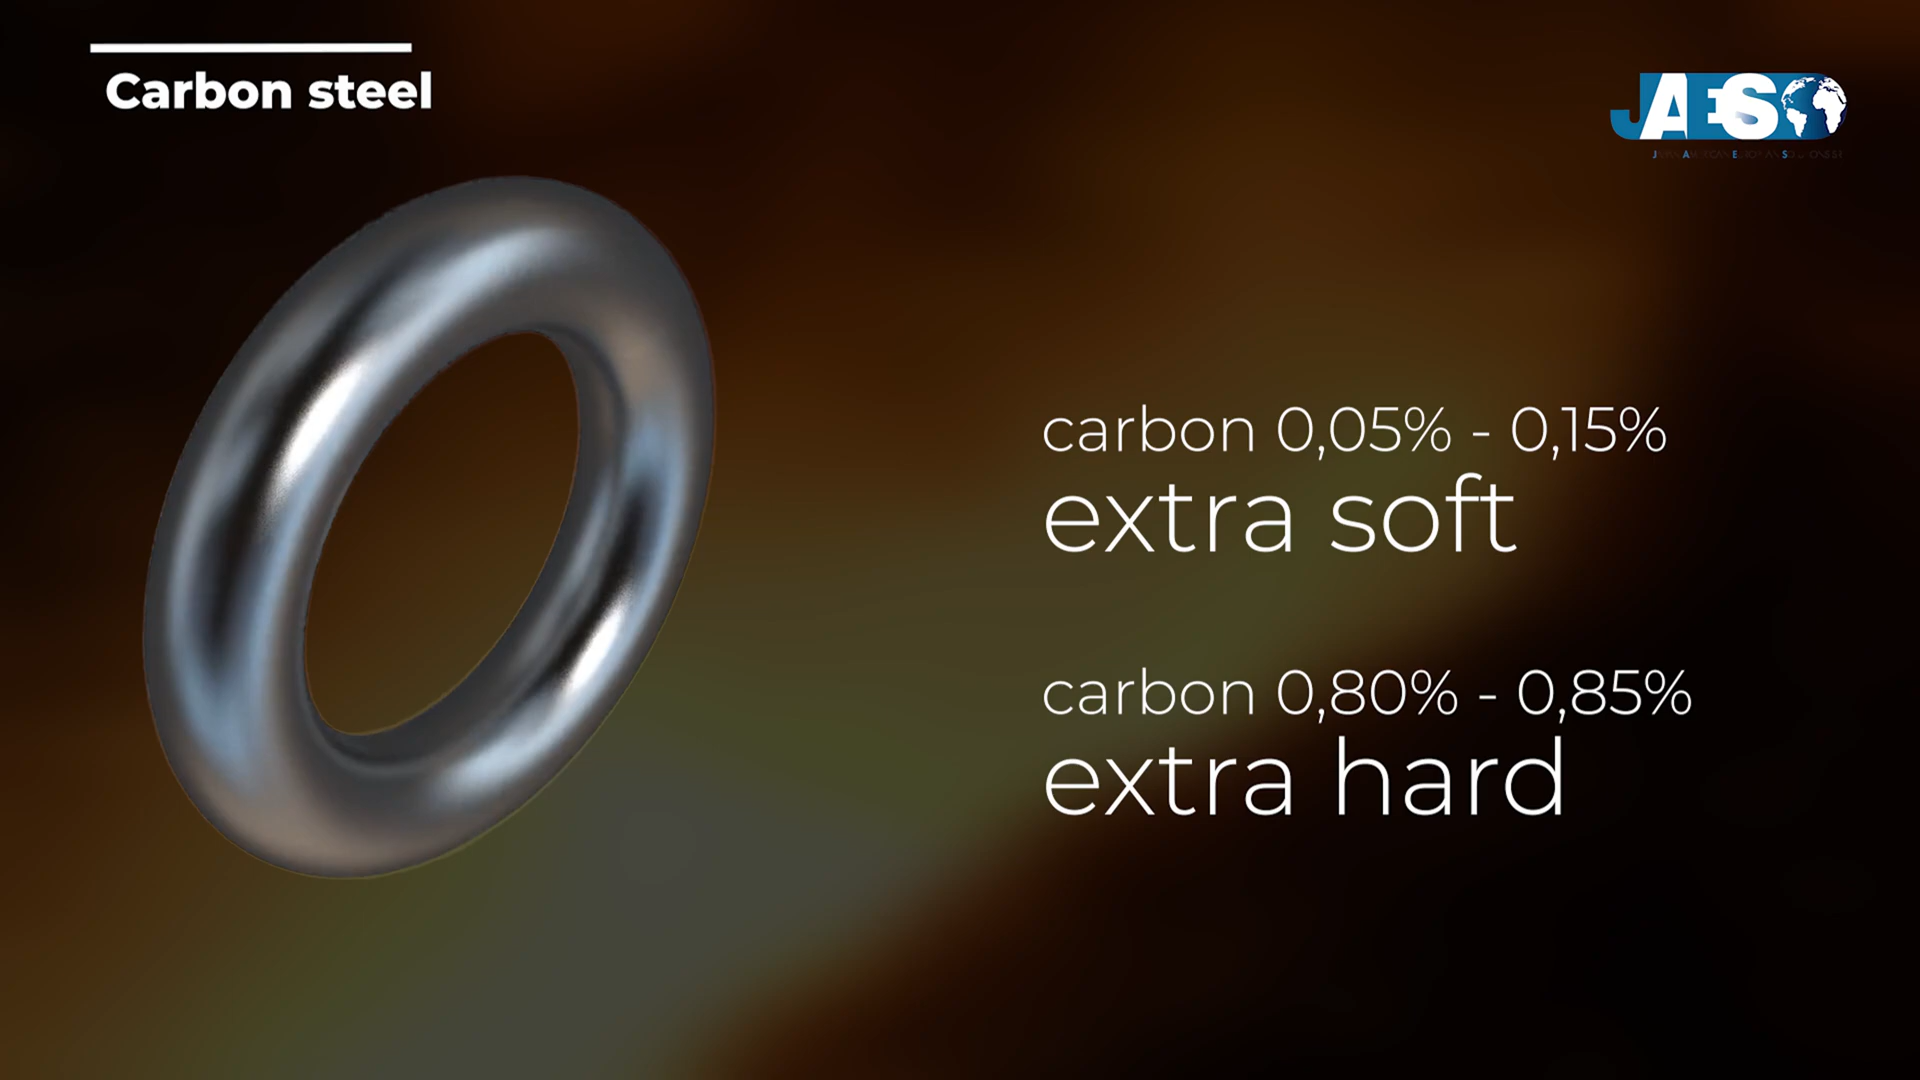 Carbon steel
JAES
carbon 0,05% - 0,15%
extra soft
carbon 0,80% - 0,85%
extra hard